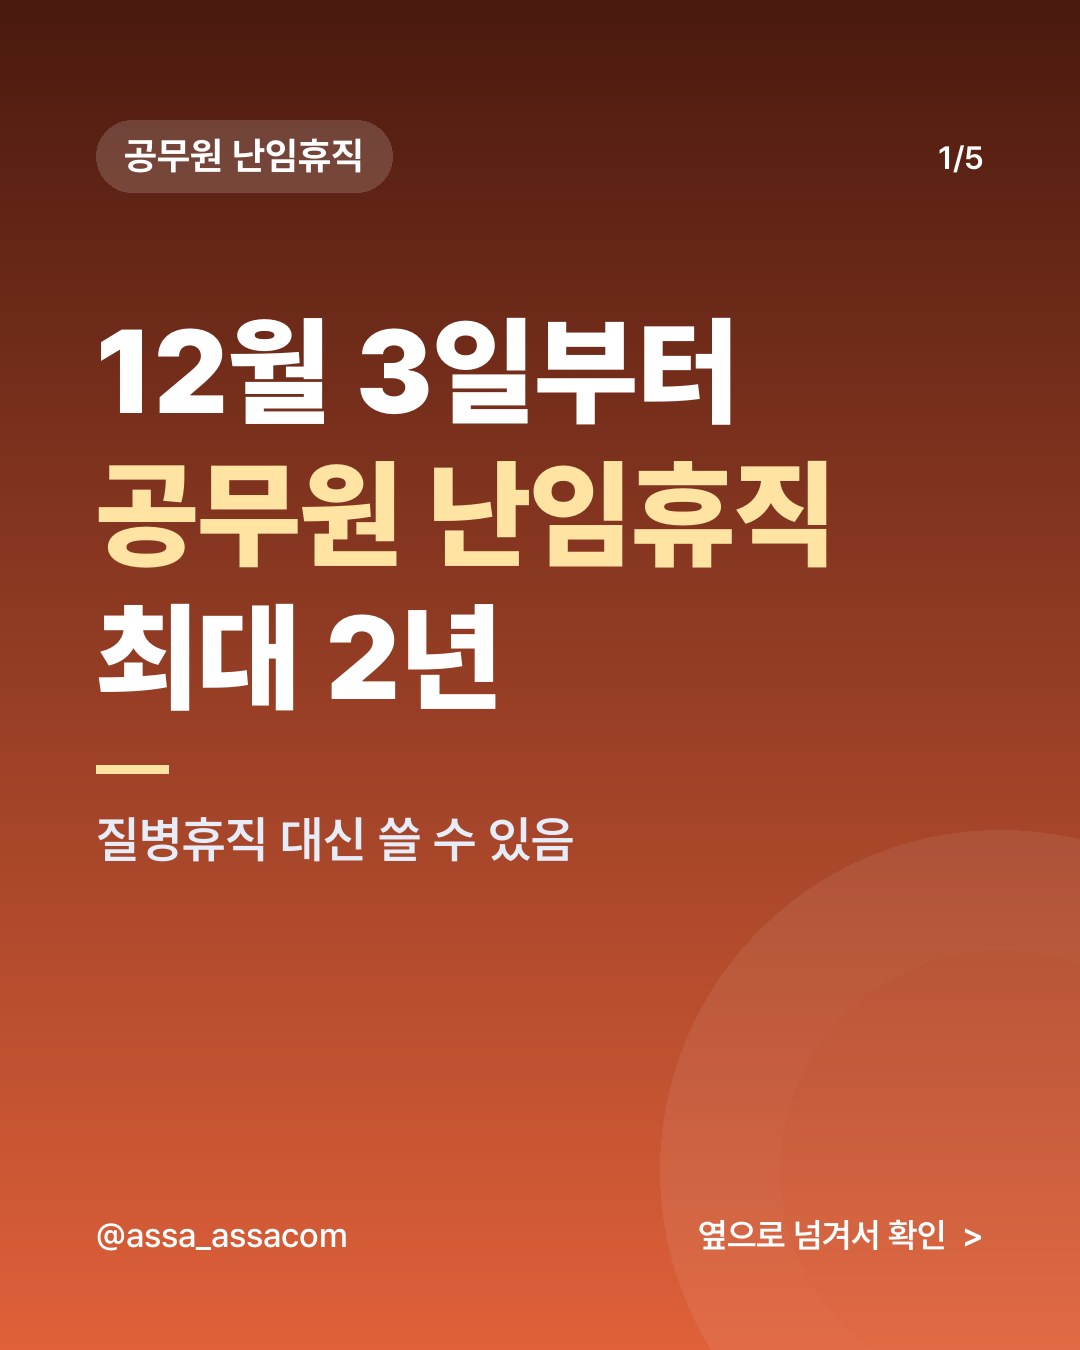 공무원 난임휴직
1/5
12월 3일부터
공무원 난임휴직
최대 2년
질병휴직 대신 쓸 수 있음
@assa_assacom
옆으로 넘겨서 확인 >